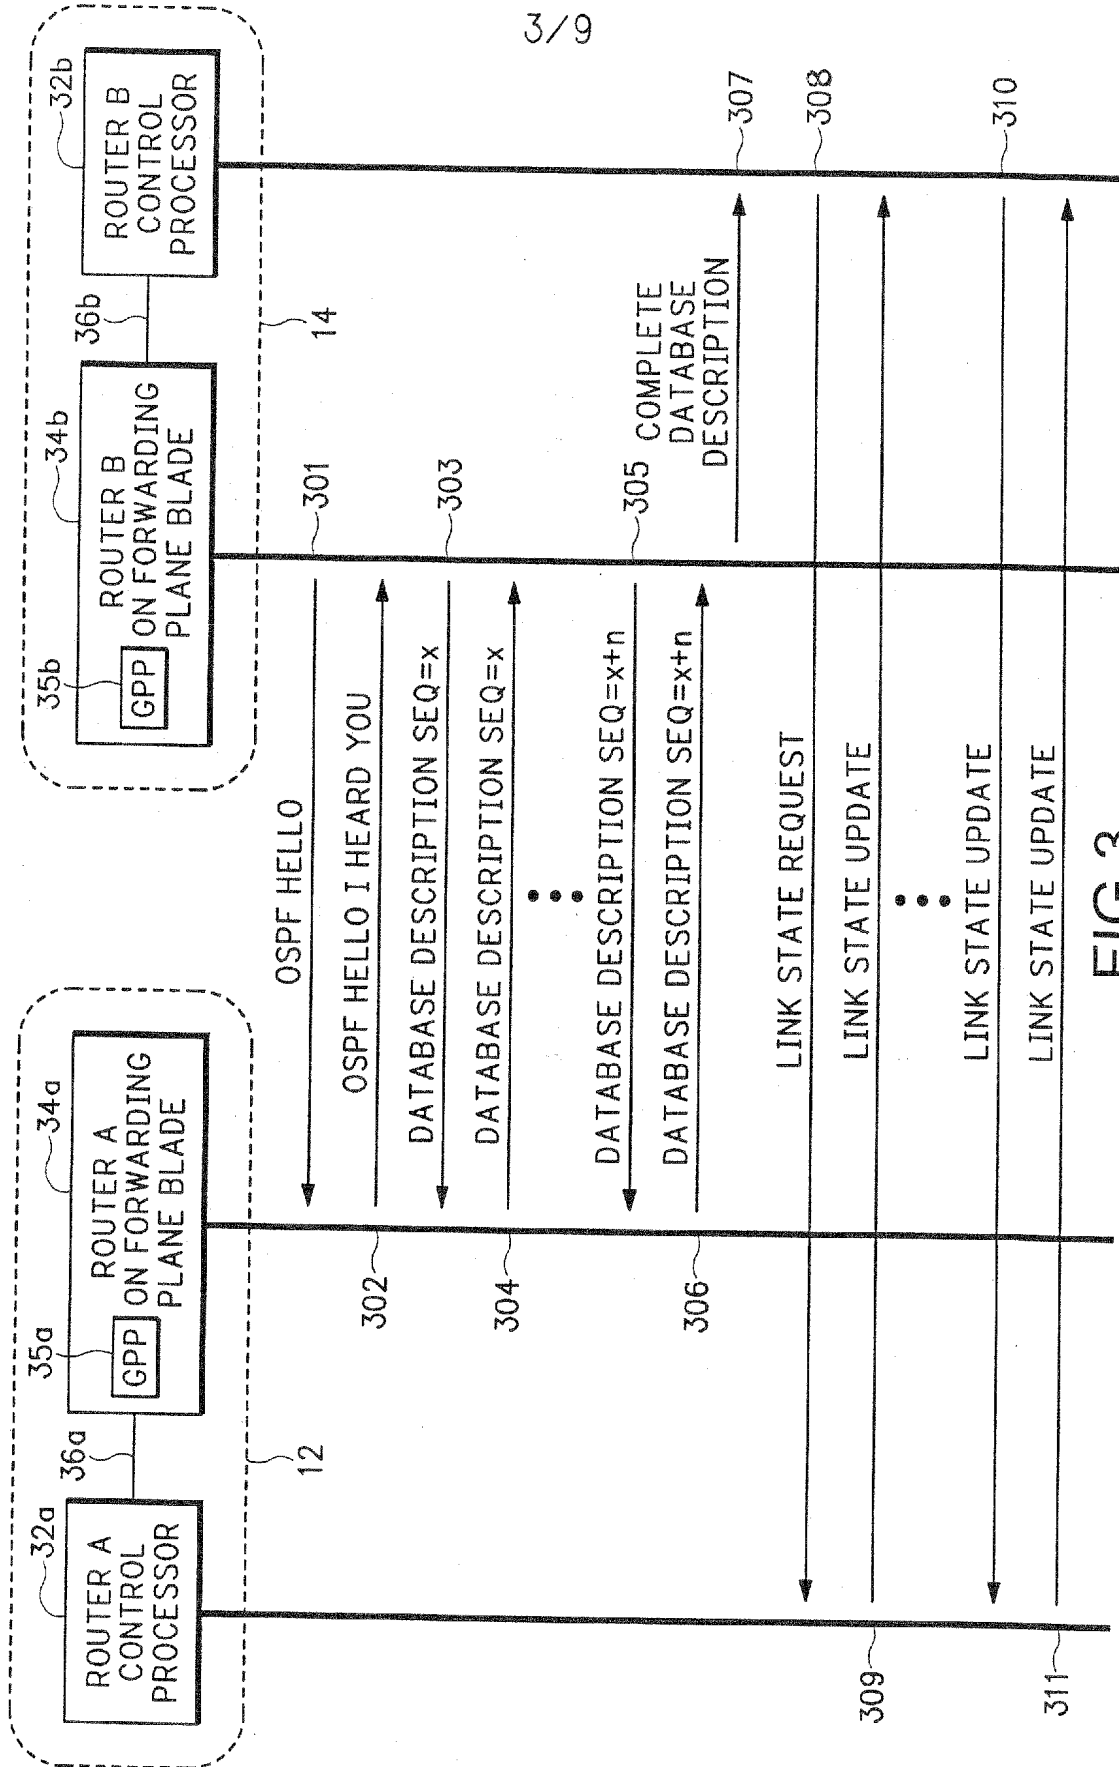 3/9
32a
ROUTER A
CONTROL
PROCESSOR
36a
35a
34a
GPP
ROUTER A
ON FORWARDING
PLANE BLADE
12
35b
34b
GPP
ROUTER B
ON FORWARDING
PLANE BLADE
36b
32b
ROUTER B
CONTROL
PROCESSOR
14
OSPF HELLO
301
302
OSPF HELLO I HEARD YOU
DATABASE DESCRIPTION SEQ=x
303
304
DATABASE DESCRIPTION SEQ=x
DATABASE DESCRIPTION SEQ=x+n
305
306
DATABASE DESCRIPTION SEQ=x+n
COMPLETE
DATABASE
DESCRIPTION
307
LINK STATE REQUEST
308
309
LINK STATE UPDATE
LINK STATE UPDATE
310
311
LINK STATE UPDATE
FIG.3